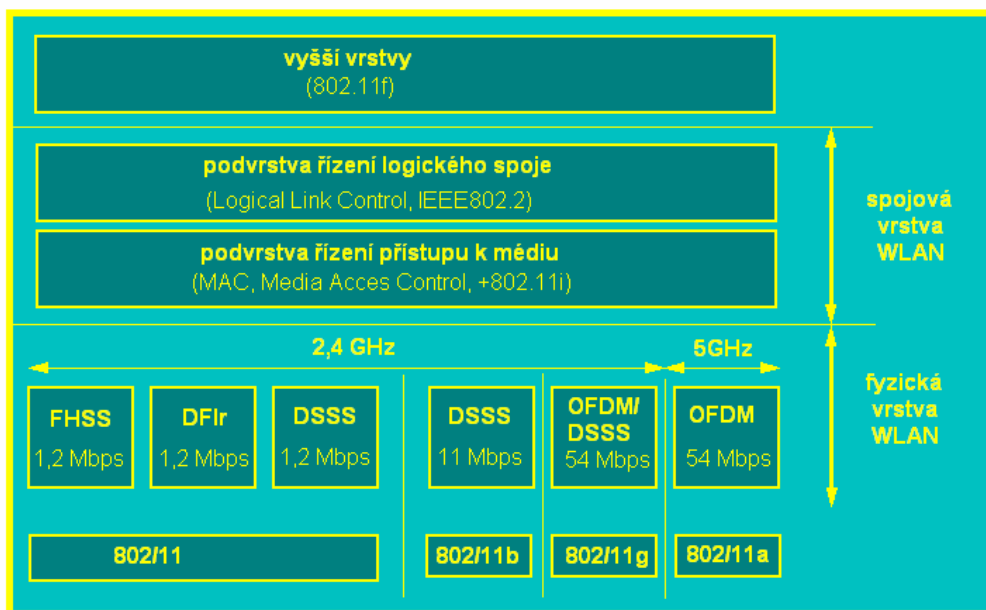 vyšší vrstvy
(802.11f)
podvrstva řízení logického spoje
(Logical Link Control, IEEE802.2)
podvrstva řízení přístupu k médiu
(MAC, Media Acces Control, +802.11i)
spojová
vrstva
WLAN
2,4 GHz
5GHz
FHSS
1,2 Mbps
DFIr
1,2 Mbps
DSSS
1,2 Mbps
DSSS
11 Mbps
OFDM/
DSSS
54 Mbps
OFDM
54 Mbps
fyzická
vrstva
WLAN
802/11
802/11b
802/11g
802/11a